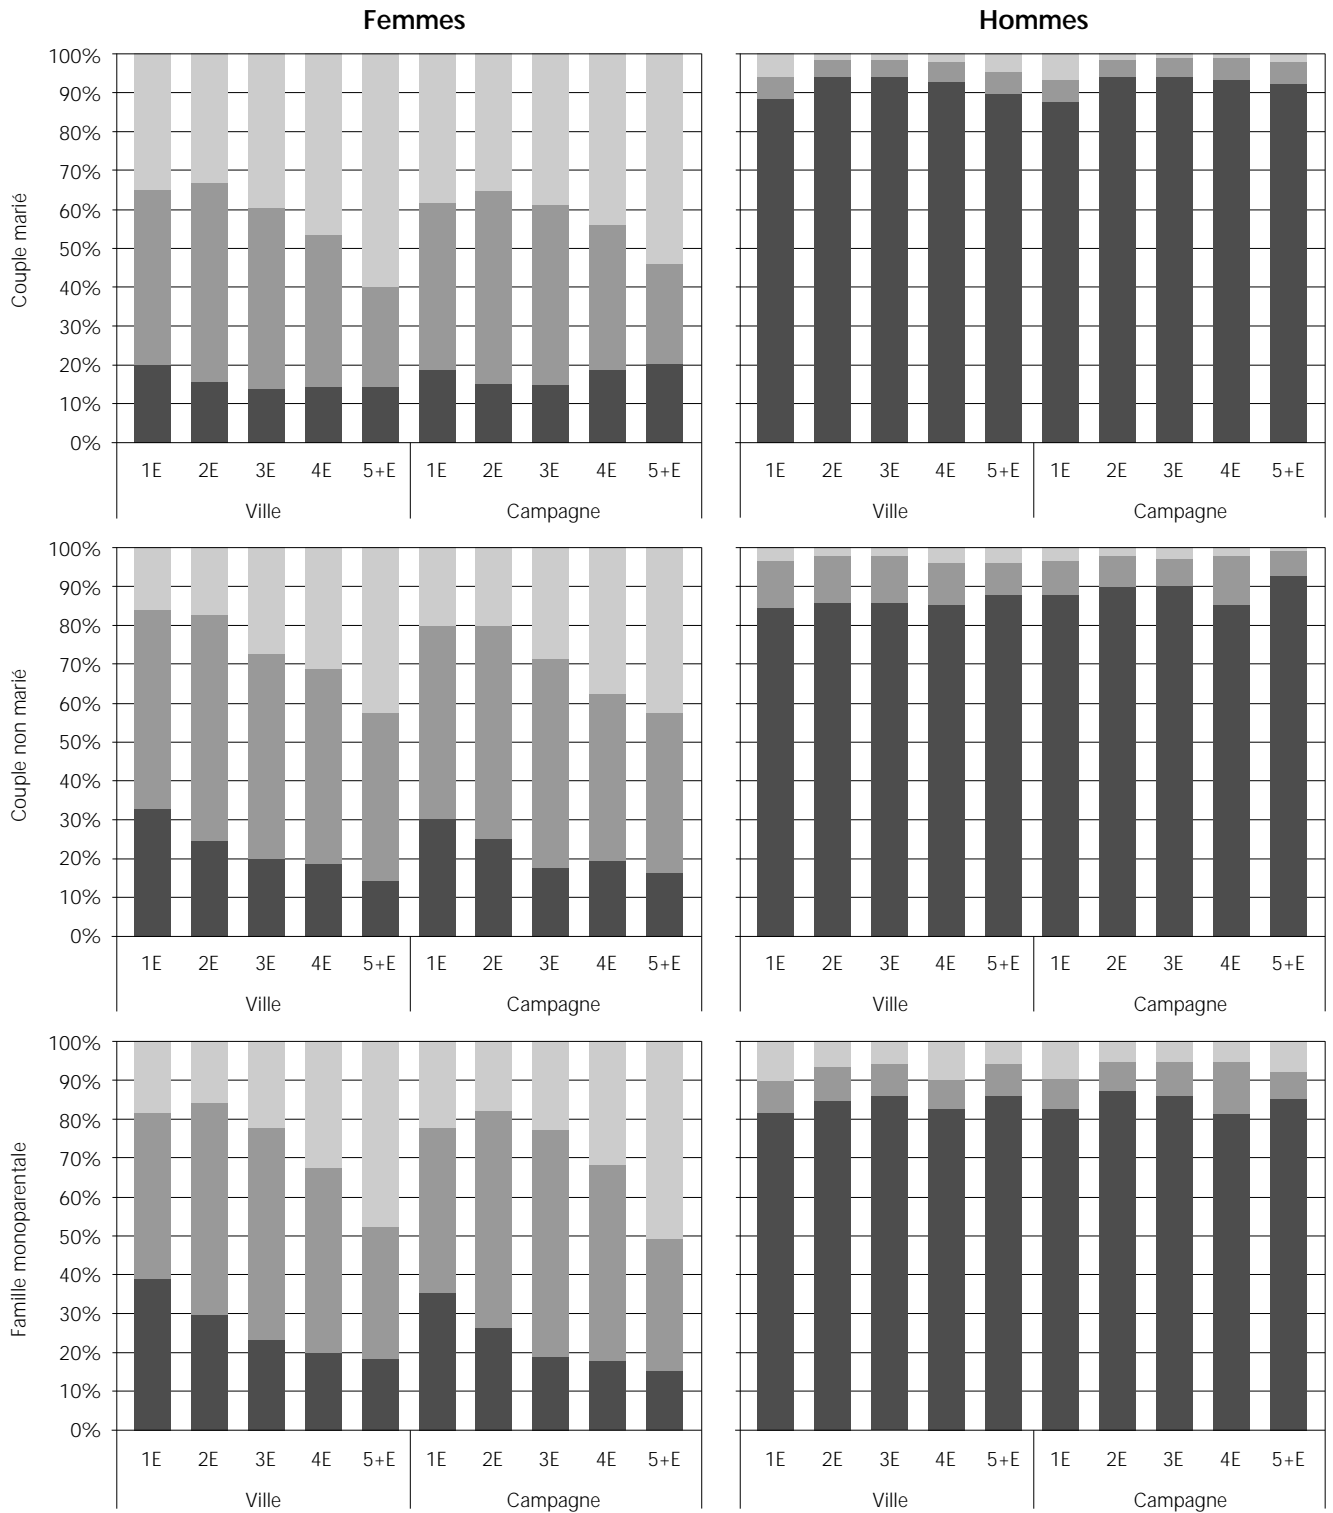 Femmes Hommes
Couple marié
100% 90% 80% 70% 60% 50% 40% 30% 20% 10% 0%
1E 2E 3E 4E 5+E 1E 2E 3E 4E 5+E 1E 2E 3E 4E 5+E 1E 2E 3E 4E 5+E
Ville Campagne Ville Campagne
Couple non marié
100% 90% 80% 70% 60% 50% 40% 30% 20% 10% 0%
1E 2E 3E 4E 5+E 1E 2E 3E 4E 5+E 1E 2E 3E 4E 5+E 1E 2E 3E 4E 5+E
Ville Campagne Ville Campagne
Famille monoparentale
100% 90% 80% 70% 60% 50% 40% 30% 20% 10% 0%
1E 2E 3E 4E 5+E 1E 2E 3E 4E 5+E 1E 2E 3E 4E 5+E 1E 2E 3E 4E 5+E
Ville Campagne Ville Campagne